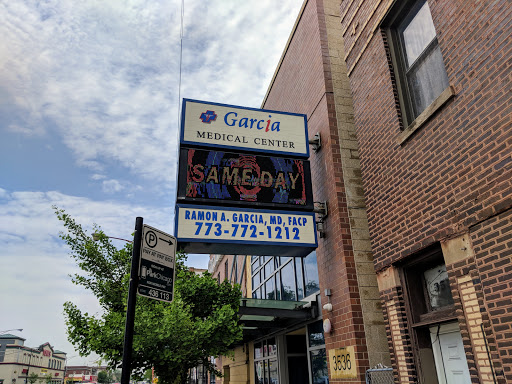 Garcia
MEDICAL CENTER
SAME DAY
RAMON A. GARCIA, MD, FACP
773-772-1212
P
3536